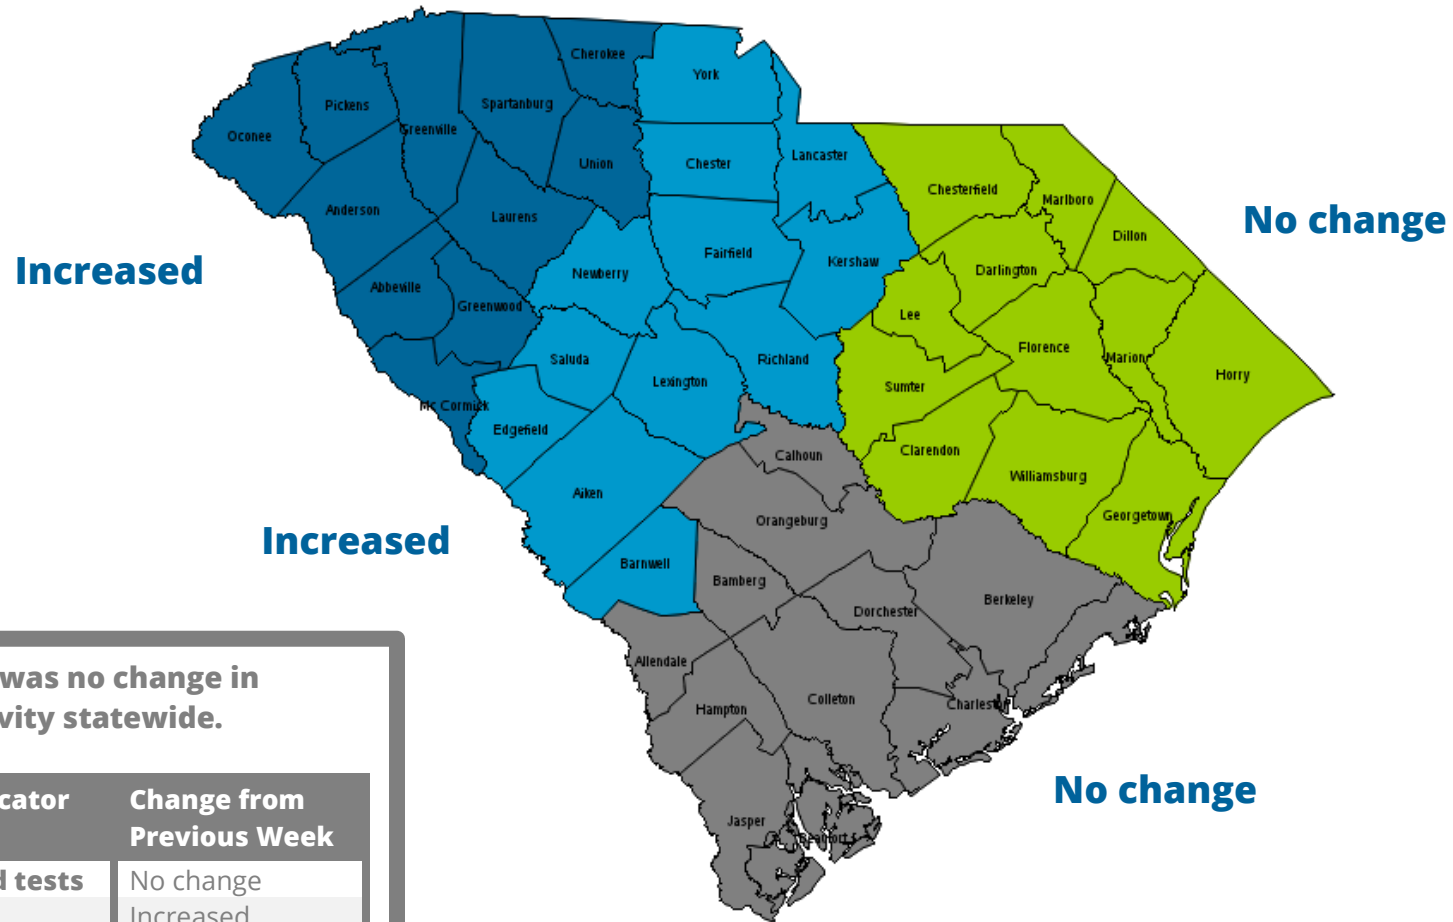 Cherokee
York
Pickens
Spartanburg
Greenville
Oconee
Union
Chester
Lancaster
Chesterfield
Marlboro
Anderson
Laurens
No change
Dillon
Fairfield
Kershaw
Darlington
Increased
Newberry
Abbeville
Greenwood
Lee
Florence
Marion
Saluda
Richland
Horry
Lexington
Sumter
Mc Cormick
Edgefield
Clarendon
Calhoun
Williamsburg
Aiken
Georgetown
Orangeburg
Increased
Barnwell
Bamberg
Berkeley
Dorchester
Allendale
Colleton
Charleston
Hampton
No change
Jasper
Beaufort
was no change in
vity statewide.
cator
Change from
Previous Week
d tests
No change
Increased